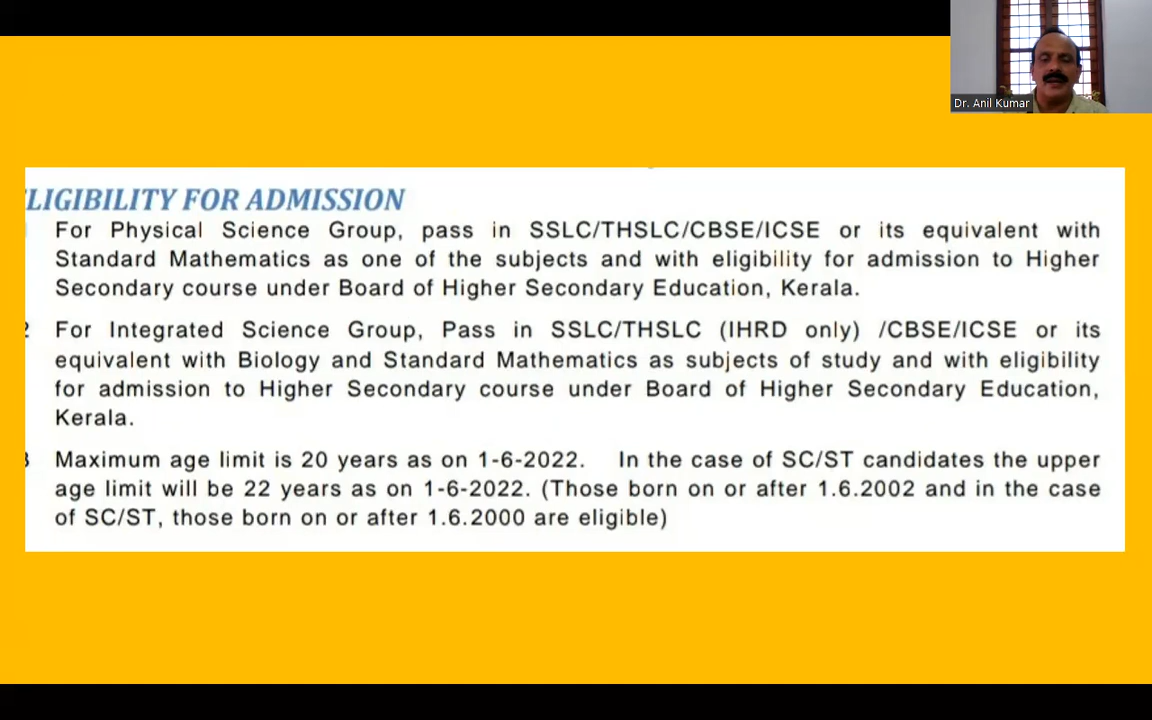 Dr. Anil Kumar
LIGIBILITY FOR ADMISSION
For Physical Science Group, pass in SSLC/THSLC/CBSE/ICSE or its equivalent with
Standard Mathematics as one of the subjects and with eligibility for admission to Higher
Secondary course under Board of Higher Secondary Education, Kerala.
2 For Integrated Science Group, Pass in SSLC/THSLC (IHRD only) /CBSE/ICSE or its
equivalent with Biology and Standard Mathematics as subjects of study and with eligibility
for admission to Higher Secondary course under Board of Higher Secondary Education,
Kerala.
3 Maximum age limit is 20 years as on 1-6-2022. In the case of SC/ST candidates the upper
age limit will be 22 years as on 1-6-2022. (Those born on or after 1.6.2002 and in the case
of SC/ST, those born on or after 1.6.2000 are eligible)